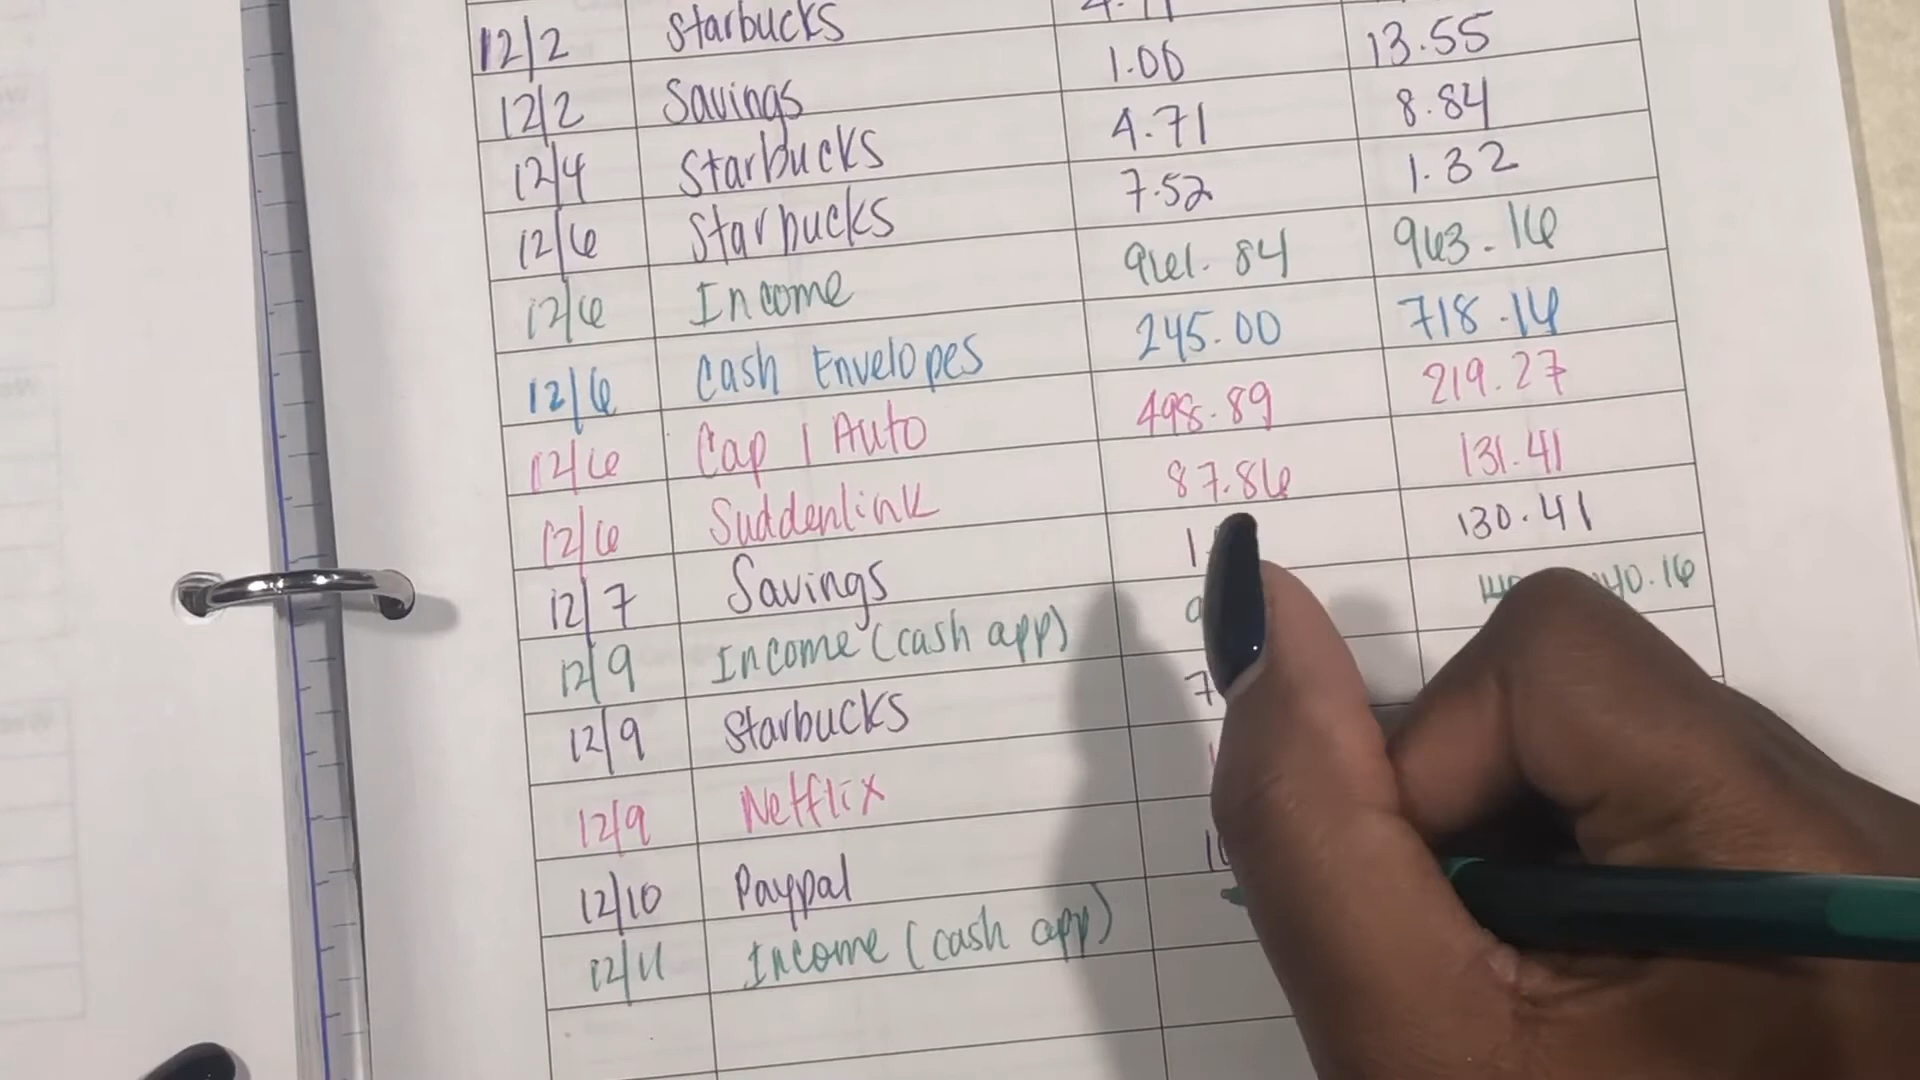 12/2 Starbucks
12/2 Savings 1.00 13.55
12/4 Starbucks 4.71 8.84
12/6 Starbucks 7.52 1.32
12/6 Income 961.84 963.16
12/6 Cash Envelopes 245.00 718.16
12/6 Cap 1 Auto 498.89 219.27
12/6 Suddenlink 87.86 131.41
12/7 Savings 130.41
12/9 Income (cash app)
12/9 Starbucks
12/9 Netflix
12/10 Paypal
12/11 Income (cash app)